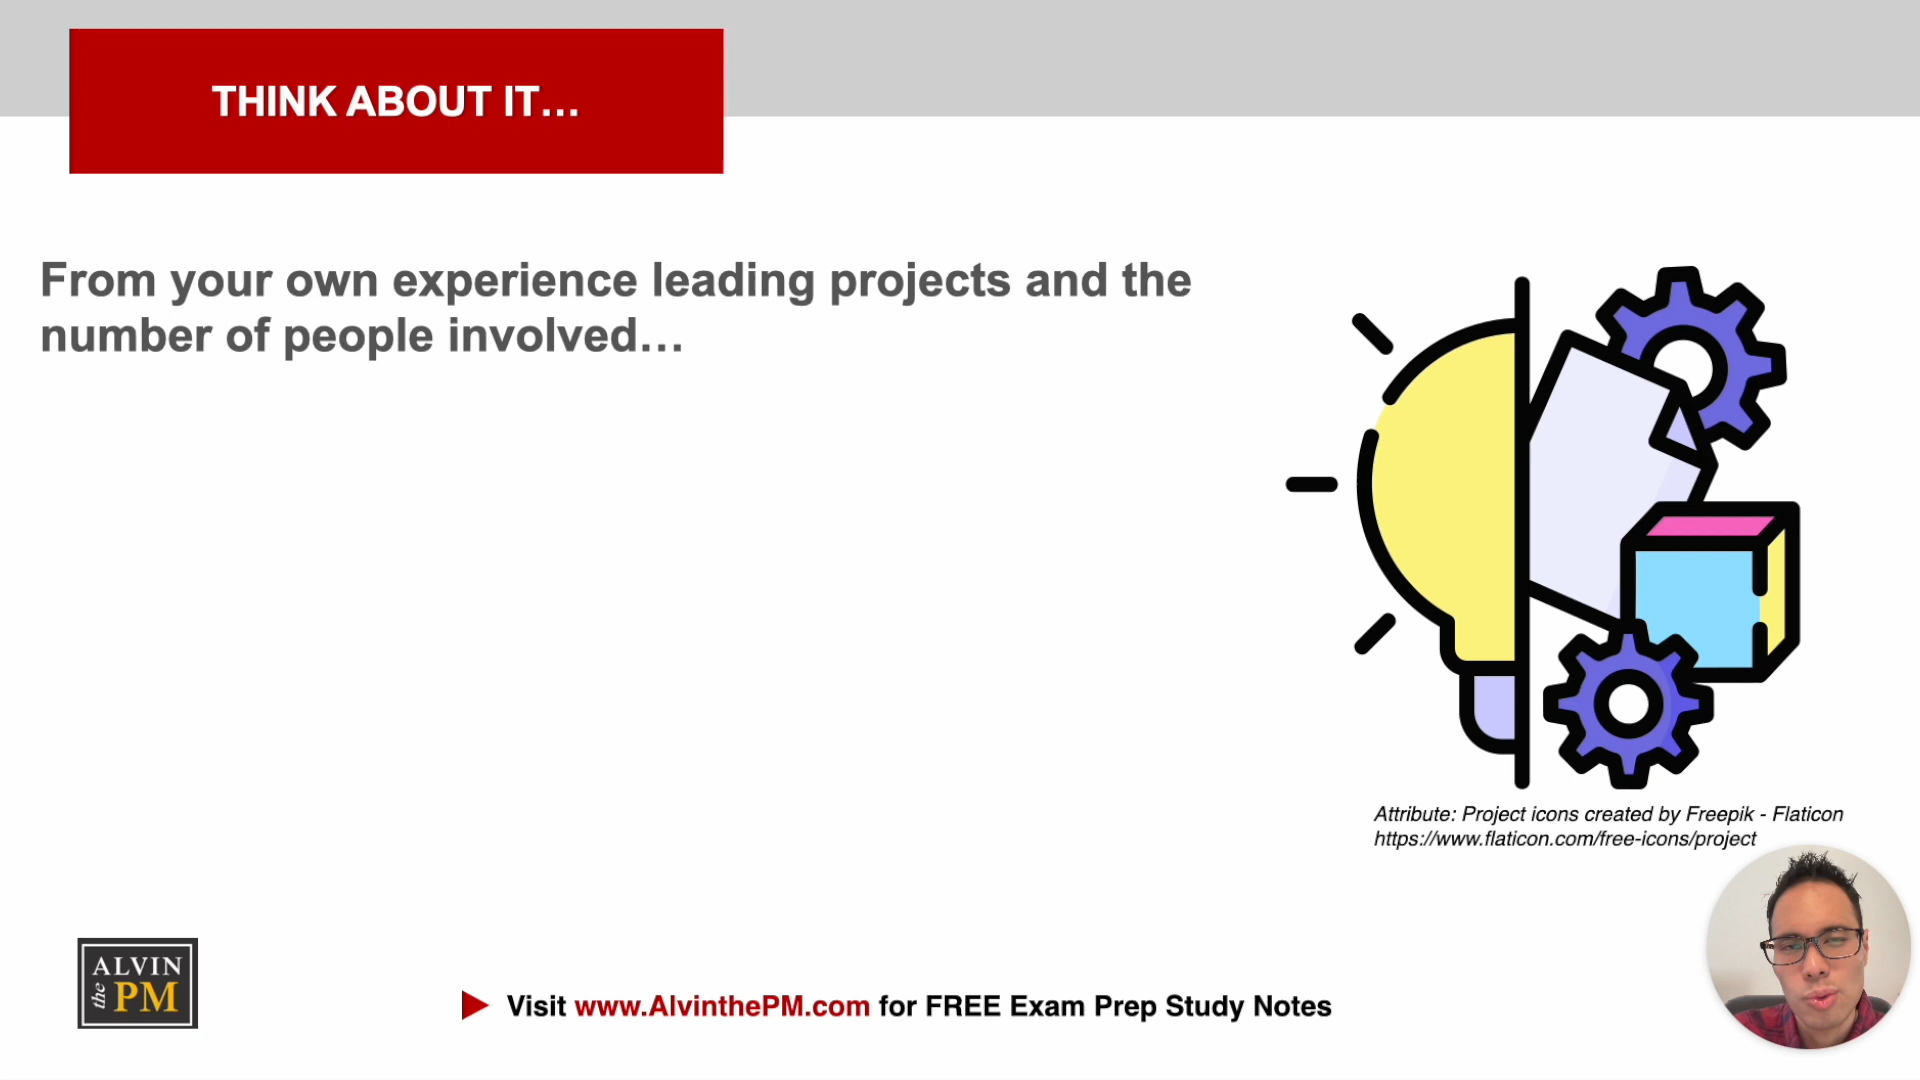 THINK ABOUT IT…
From your own experience leading projects and the
number of people involved…
Attribute: Project icons created by Freepik - Flaticon
https://www.flaticon.com/free-icons/project
ALVIN
the PM
Visit www.AlvinthePM.com for FREE Exam Prep Study Notes